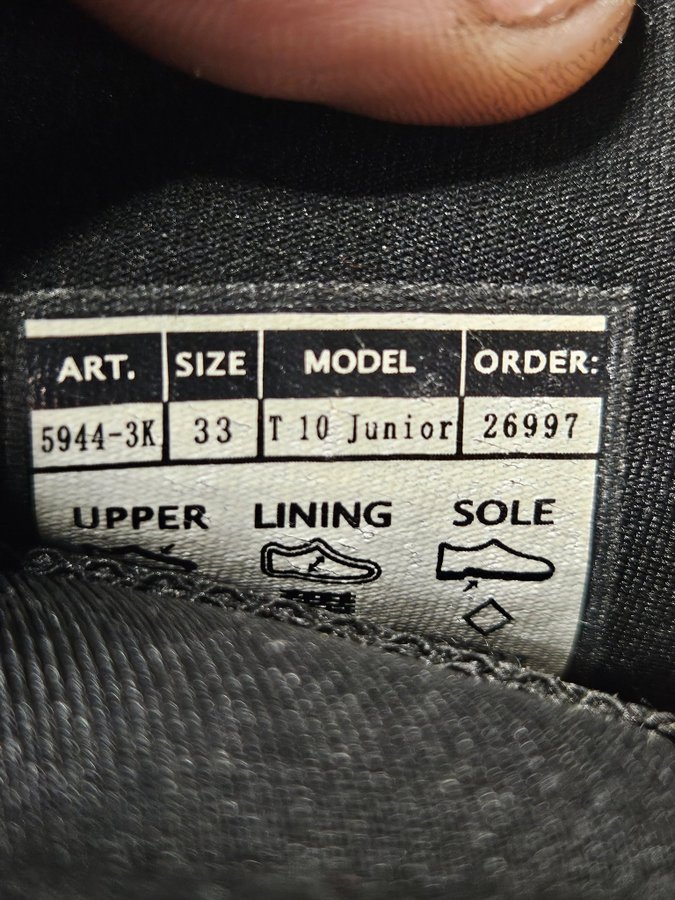 ART. SIZE MODEL ORDER:
5944-3K 33 T 10 Junior 26997
UPPER LINING SOLE